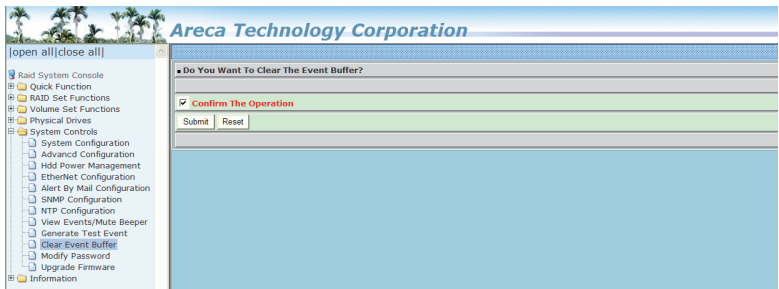 Areca Technology Corporation
|open all|close all|
Raid System Console
Quick Function
RAID Set Functions
Volume Set Functions
Physical Drives
System Controls
System Configuration
Advancd Configuration
Hdd Power Management
EtherNet Configuration
Alert By Mail Configuration
SNMP Configuration
NTP Configuration
View Events/Mute Beeper
Generate Test Event
Clear Event Buffer
Modify Password
Upgrade Firmware
Information
Do You Want To Clear The Event Buffer?
Confirm The Operation
Submit Reset